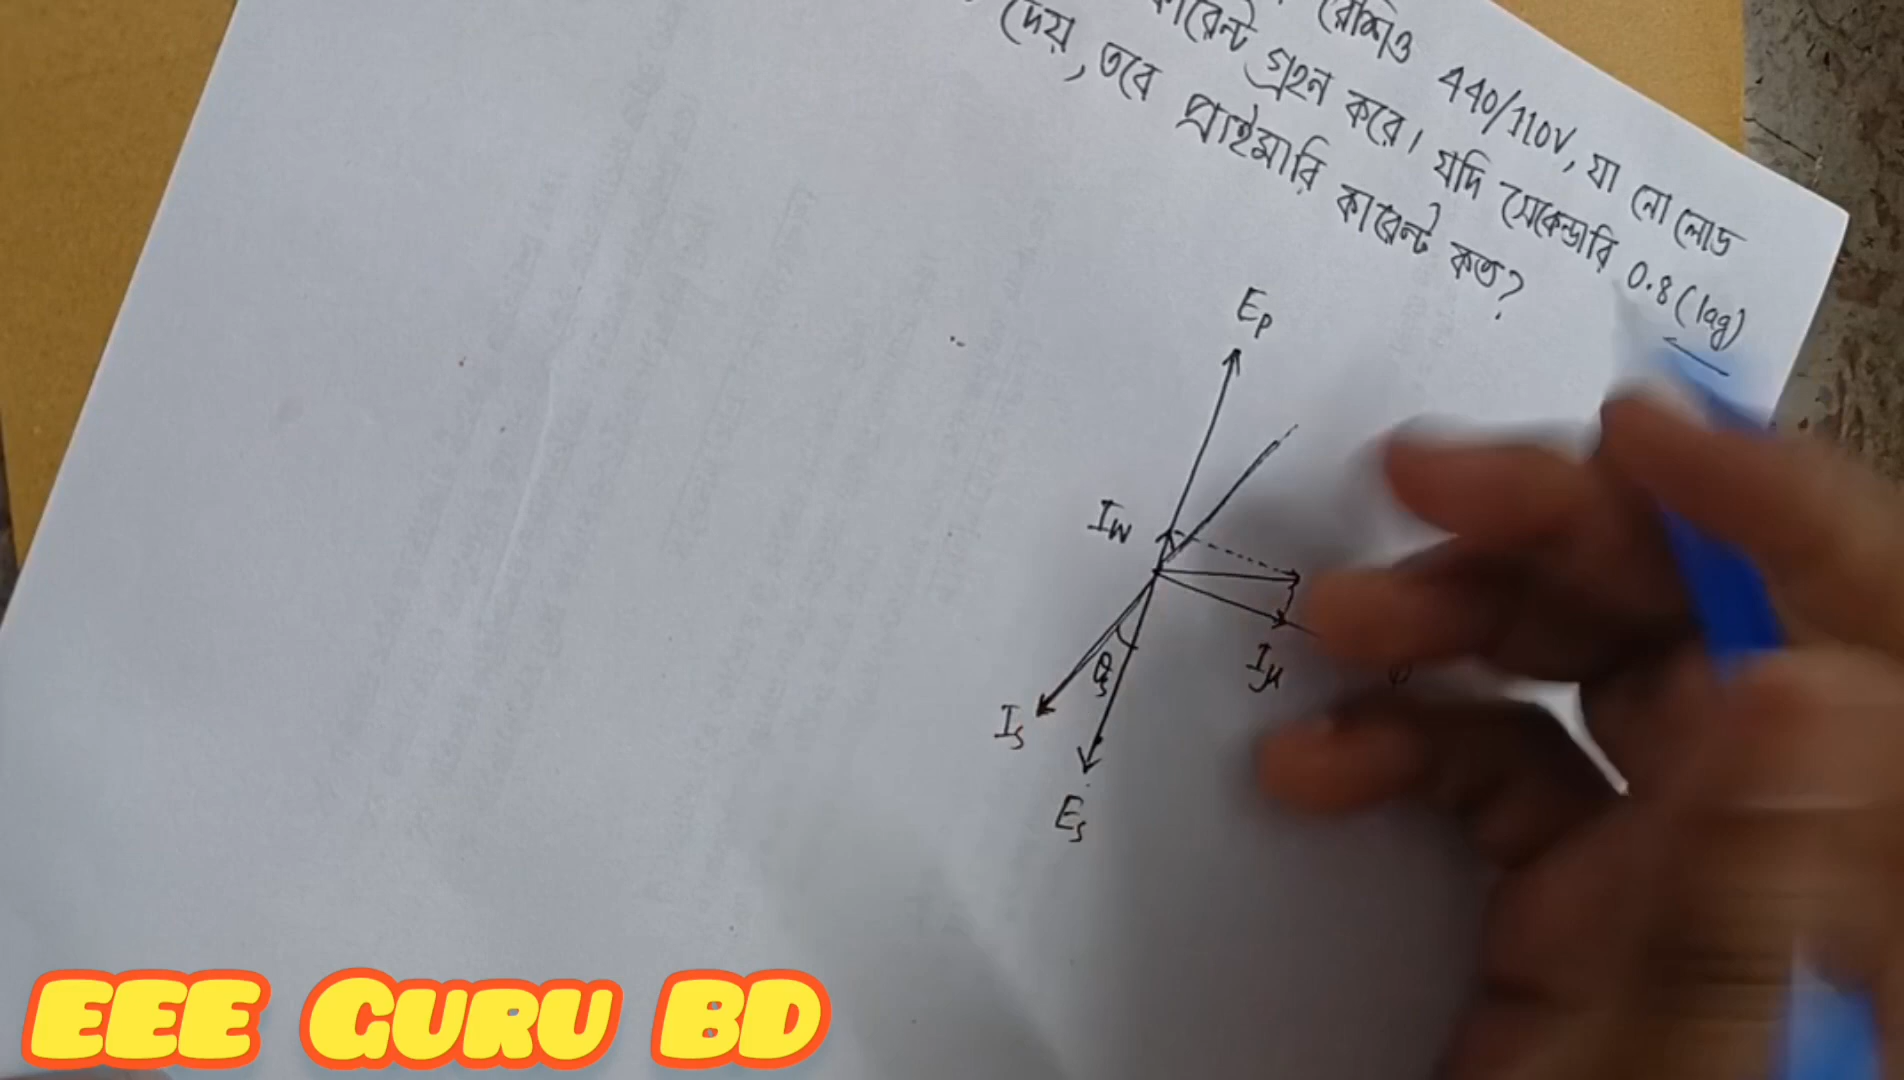 রেশিও 440/110V, যা নো লোড
কারেন্ট গ্রহন করে। যদি সেকেন্ডারি 0.8 (lag)
দেয়, তবে প্রাইমারি কারেন্ট কত?
Ep
Iw
Iμ
θs
Is
Es
EEE GURU BD